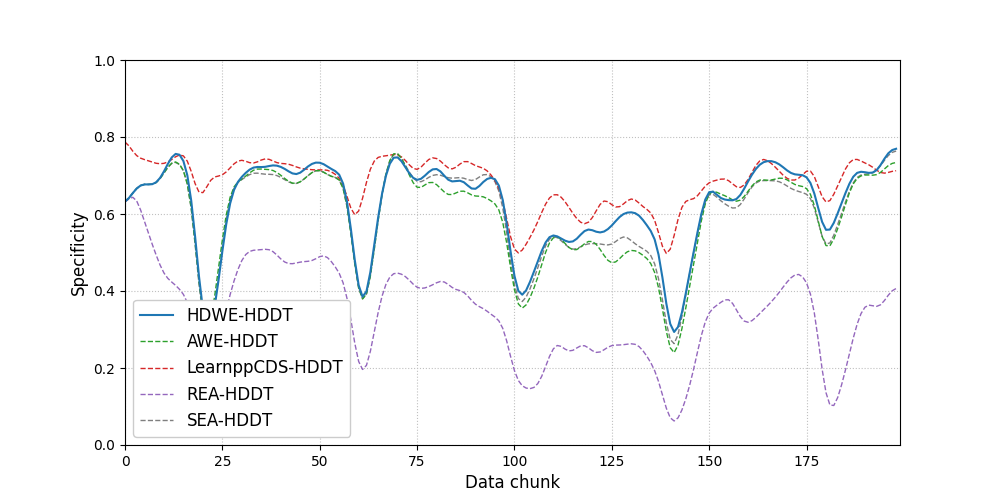 1.0
0.8
0.6
0.4
0.2
0.0
Specificity
HDWE-HDDT
AWE-HDDT
LearnppCDS-HDDT
REA-HDDT
SEA-HDDT
0 25 50 75 100 125 150 175
Data chunk